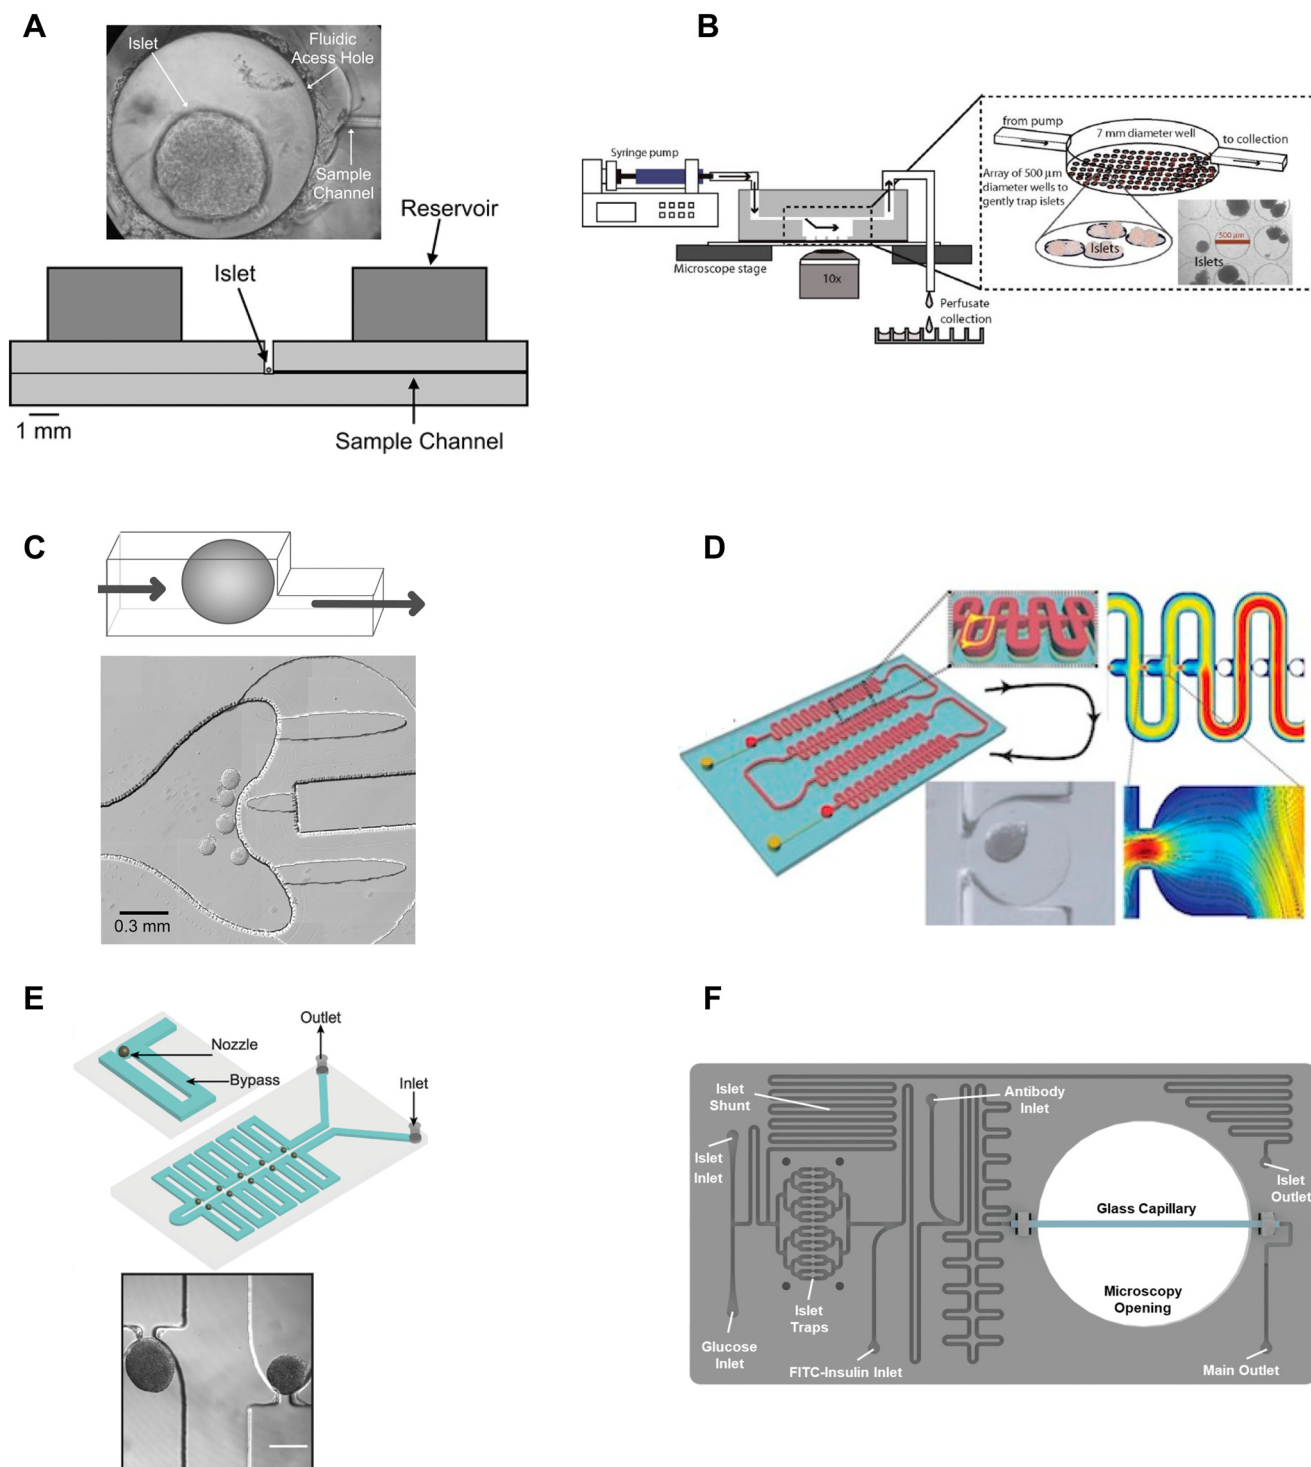 A
Islet
Fluidic
Acess Hole
Sample
Channel
Reservoir
Islet
1 mm
Sample Channel
B
Syringe pump
Microscope stage
10x
Perfusate
collection
from pump
7 mm diameter well
to collection
Array of 500 µm
diameter wells to
gently trap islets
Islets
500 µm
Islets
C
0.3 mm
D
E
Outlet
Nozzle
Bypass
Inlet
F
Islet
Shunt
Antibody
Inlet
Islet
Inlet
Islet
Outlet
Glass Capillary
Microscopy
Opening
Islet
Traps
Glucose
Inlet
FITC-Insulin Inlet
Main Outlet